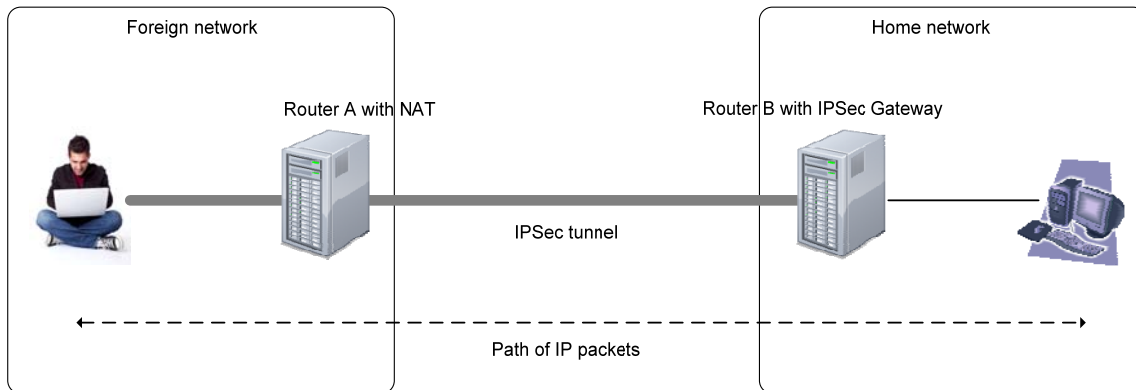 Foreign network
Home network
Router A with NAT
Router B with IPSec Gateway
IPSec tunnel
Path of IP packets